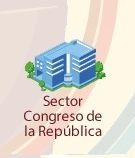 Sector
Congreso de
la República